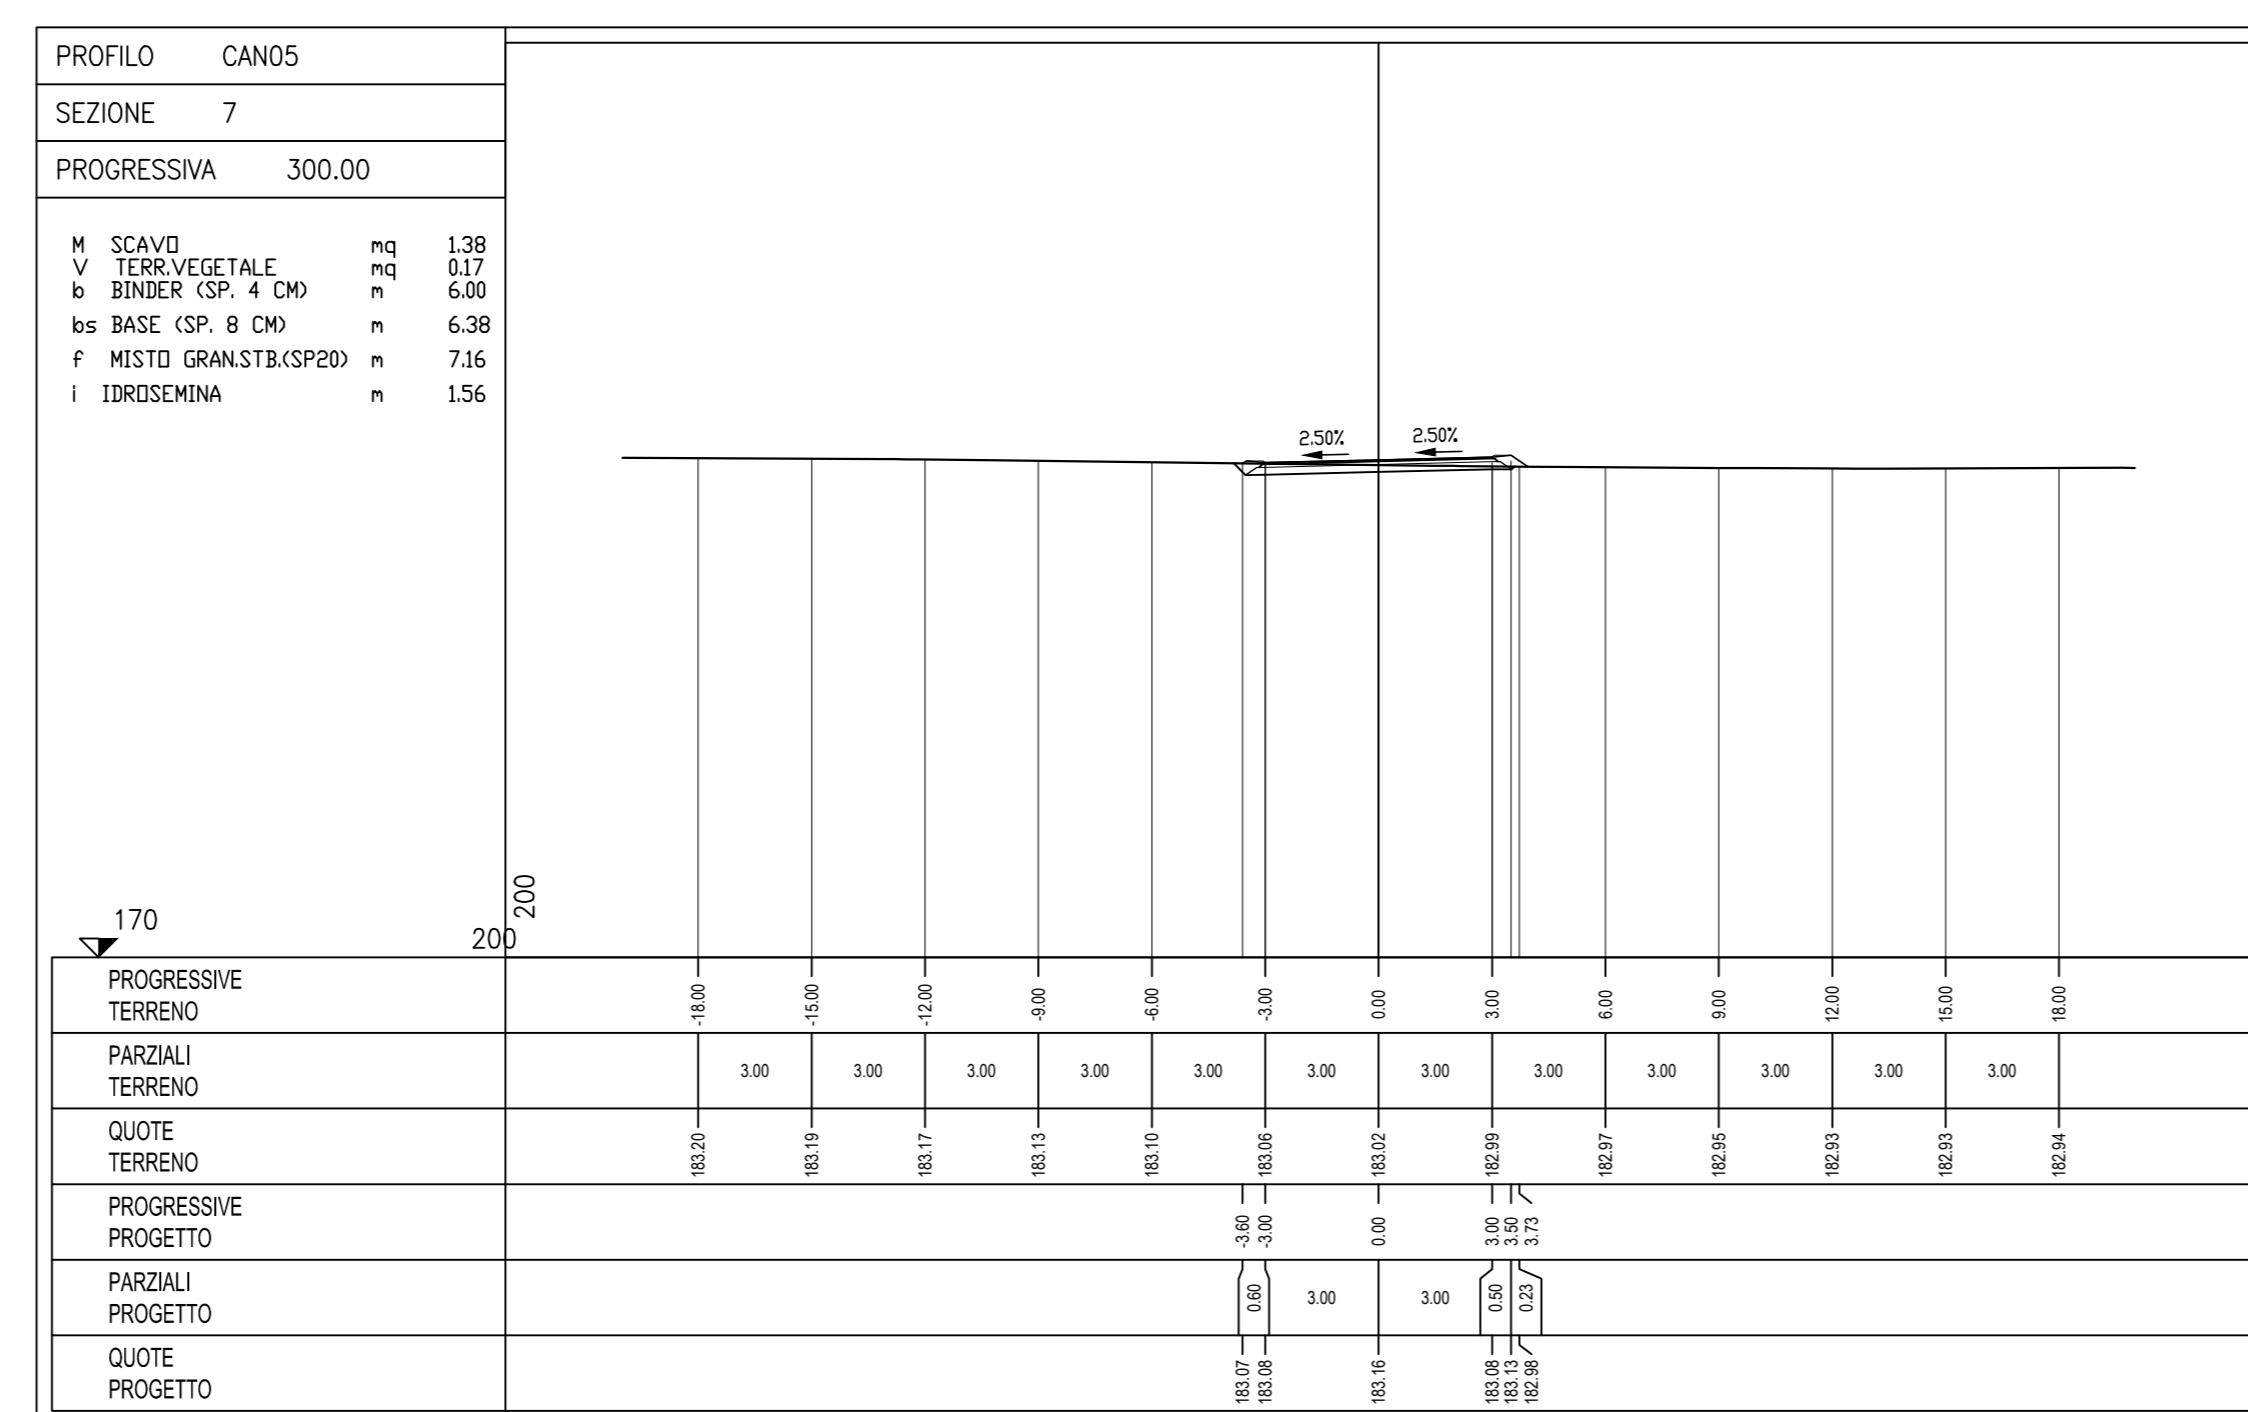 PROFILO CAN05
SEZIONE 7
PROGRESSIVA 300.00
M SCAVO mq 1.38
V TERR.VEGETALE mq 0.17
b BINDER (SP. 4 CM) m 6.00
bs BASE (SP. 8 CM) m 6.38
f MISTO GRAN.STB.(SP20) m 7.16
i IDROSEMINA m 1.56
2.50% 2.50%
170
200
200
PROGRESSIVE
TERRENO
-18.00 -15.00 -12.00 -9.00 -6.00 -3.00 0.00 3.00 6.00 9.00 12.00 15.00 18.00
PARZIALI
TERRENO
3.00 3.00 3.00 3.00 3.00 3.00 3.00 3.00 3.00 3.00 3.00 3.00
QUOTE
TERRENO
183.20 183.19 183.17 183.13 183.10 183.06 183.02 182.99 182.97 182.95 182.93 182.93 182.94
PROGRESSIVE
PROGETTO
-3.60 -3.00 0.00 3.00 3.50 3.73
PARZIALI
PROGETTO
0.60 3.00 3.00 0.50 0.23
QUOTE
PROGETTO
183.07 183.08 183.16 183.08 183.13 182.98